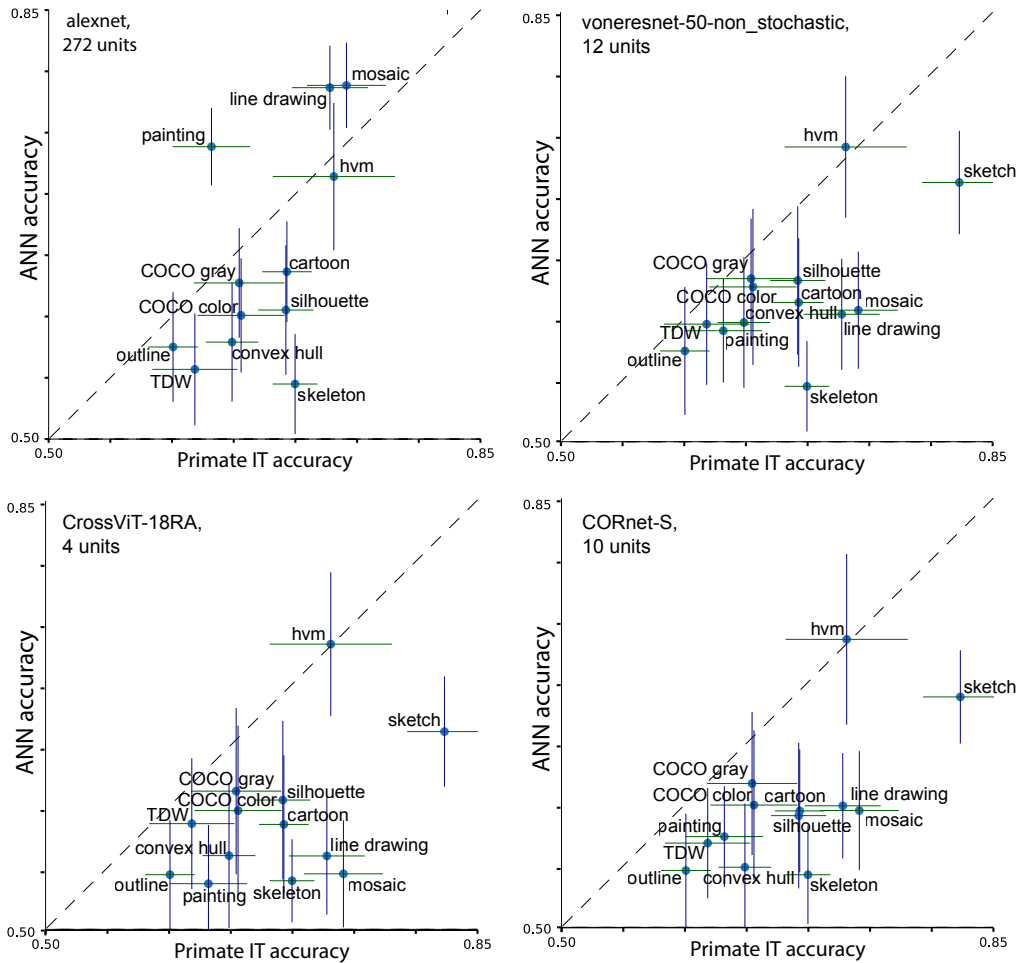 0.85
alexnet,
272 units
mosaic
line drawing
painting
hvm
ANN accuracy
COCO gray
cartoon
COCO color
silhouette
outline
convex hull
TDW
skeleton
0.50
0.50
Primate IT accuracy
0.85
0.85
voneresnet-50-non_stochastic,
12 units
hvm
sketch
ANN accuracy
COCO gray
silhouette
COCO color
cartoon
mosaic
convex hull
TDW
line drawing
painting
outline
skeleton
0.50
0.50
Primate IT accuracy
0.85
0.85
CrossViT-18RA,
4 units
hvm
sketch
ANN accuracy
COCO gray
COCO color
silhouette
TDW
cartoon
convex hull
line drawing
outline
painting
skeleton
mosaic
0.50
0.50
Primate IT accuracy
0.85
0.85
CORnet-S,
10 units
hvm
sketch
ANN accuracy
COCO gray
COCO color
cartoon
line drawing
mosaic
painting
silhouette
TDW
outline
convex hull
skeleton
0.50
0.50
Primate IT accuracy
0.85